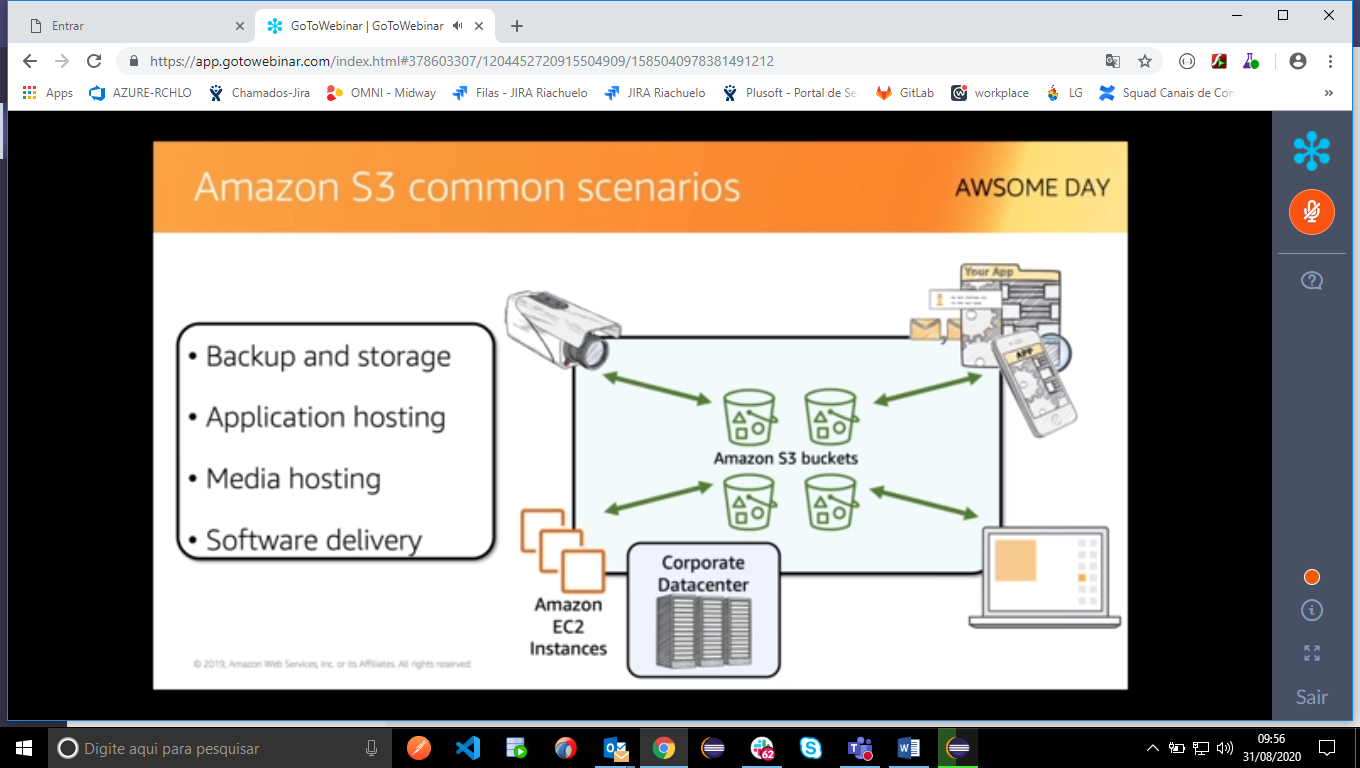 Entrar
GoToWebinar | GoToWebinar
https://app.gotowebinar.com/index.html#378603307/1204452720915504909/1585040978381491212
Apps AZURE-RCHLO Chamados-Jira OMNI - Midway Filas - JIRA Riachuelo JIRA Riachuelo Plusoft - Portal de Se GitLab workplace LG Squad Canais de Con »
Amazon S3 common scenarios
AWSOME DAY
• Backup and storage
• Application hosting
• Media hosting
• Software delivery
Your App
APP
Amazon S3 buckets
Amazon
EC2
Instances
Corporate
Datacenter
© 2019, Amazon Web Services, Inc. or its Affiliates. All rights reserved.
Sair
Digite aqui para pesquisar
62
09:56
31/08/2020